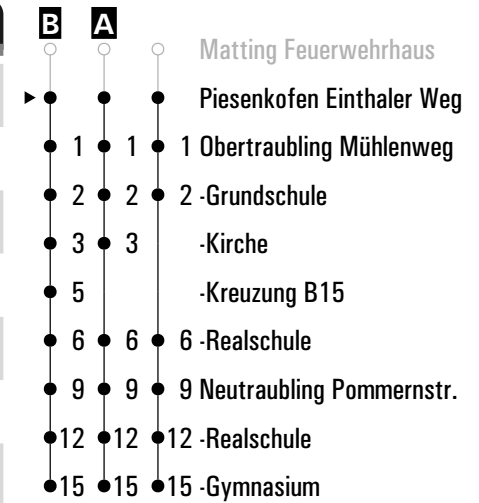 B A
Matting Feuerwehrhaus
Piesenkofen Einthaler Weg
1 1 1 Obertraubling Mühlenweg
2 2 2 -Grundschule
3 3 -Kirche
5 -Kreuzung B15
6 6 6 -Realschule
9 9 9 Neutraubling Pommernstr.
12 12 12 -Realschule
15 15 15 -Gymnasium